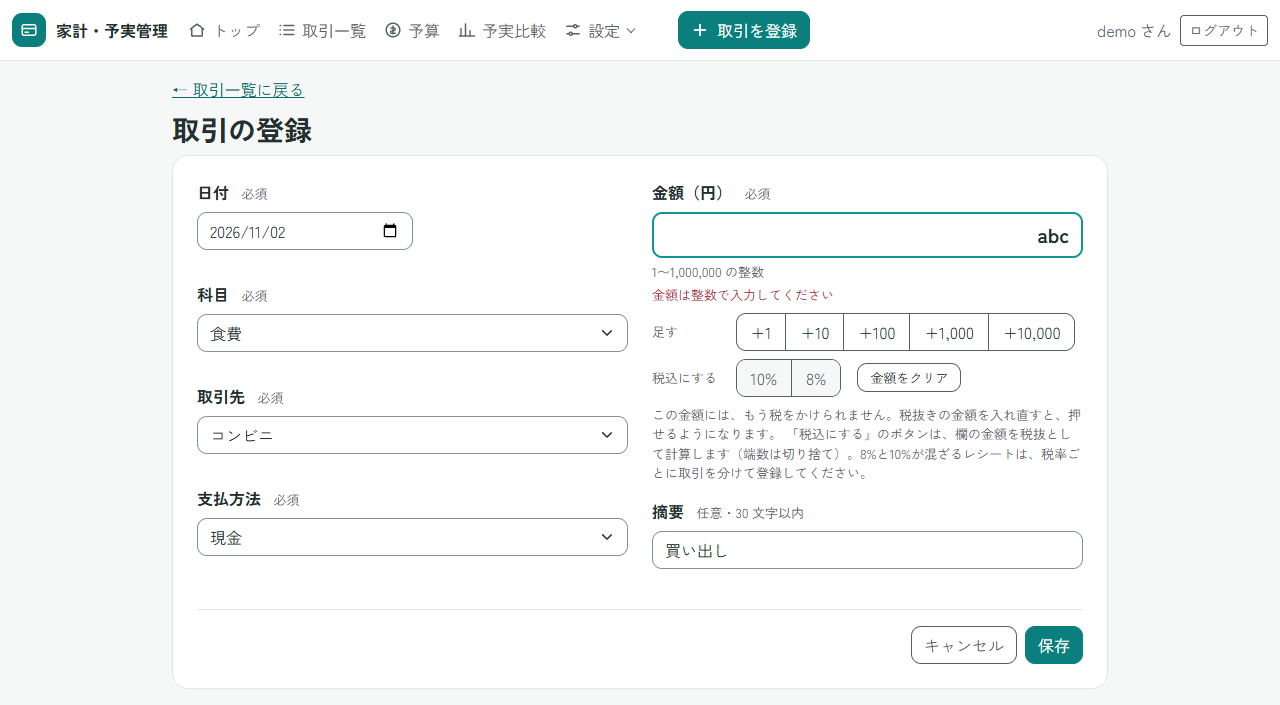 家計・予実管理 トップ 取引一覧 予算 予実比較 設定 + 取引を登録 demo さん ログアウト
← 取引一覧に戻る
取引の登録
日付 必須
2026/11/02
科目 必須
食費
取引先 必須
コンビニ
支払方法 必須
現金
金額（円） 必須
abc
1〜1,000,000 の整数
金額は整数で入力してください
足す +1 +10 +100 +1,000 +10,000
税込にする 10% 8% 金額をクリア
この金額には、もう税をかけられません。税抜きの金額を入れ直すと、押
せるようになります。 「税込にする」のボタンは、欄の金額を税抜とし
て計算します（端数は切り捨て）。8%と10%が混ざるレシートは、税率ご
とに取引を分けて登録してください。
摘要 任意・30 文字以内
買い出し
キャンセル 保存